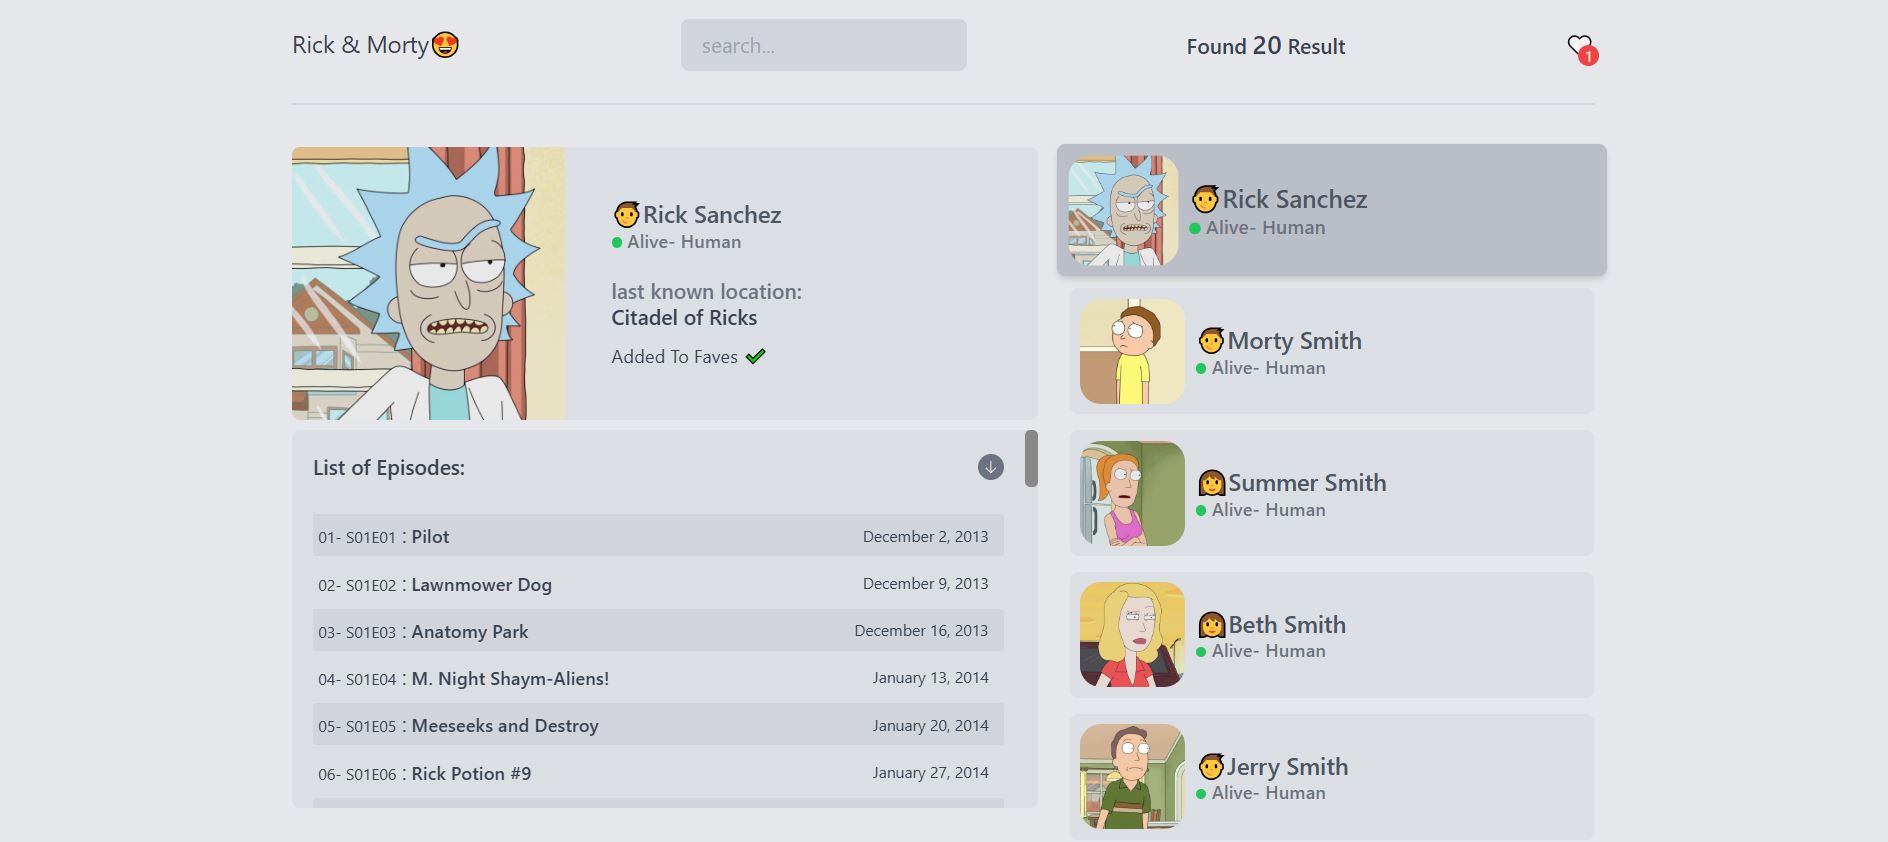 Rick & Morty😍
search...
Found 20 Result
1
👨Rick Sanchez
Alive- Human
last known location:
Citadel of Ricks
Added To Faves ✔
List of Episodes:
01- S01E01 : Pilot December 2, 2013
02- S01E02 : Lawnmower Dog December 9, 2013
03- S01E03 : Anatomy Park December 16, 2013
04- S01E04 : M. Night Shaym-Aliens! January 13, 2014
05- S01E05 : Meeseeks and Destroy January 20, 2014
06- S01E06 : Rick Potion #9 January 27, 2014
👨Rick Sanchez
Alive- Human
👨Morty Smith
Alive- Human
👩Summer Smith
Alive- Human
👩Beth Smith
Alive- Human
👨Jerry Smith
Alive- Human